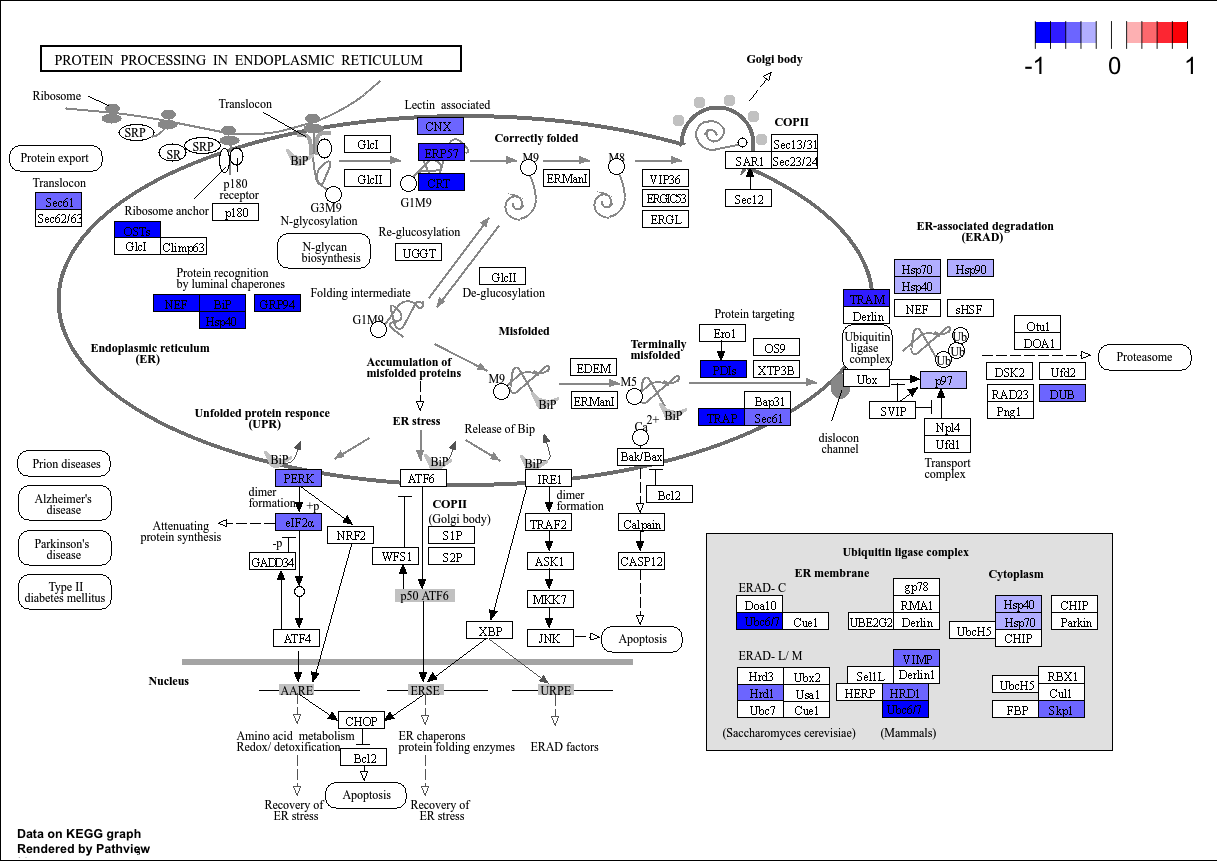 PROTEIN PROCESSING IN ENDOPLASMIC RETICULUM
-1
0
1
Golgi body
Ribosome
Translocon
Lectin associated
SRP
SR
SRP
CNX
COPII
Correctly folded
GlcI
Sec13/31
Sec23/24
SAR1
Protein export
BiP
ERP57
M9
M8
GlcII
ERManI
VIP36
ERGIC53
ERGL
Sec12
Translocon
Sec61
Sec62/63
p180
receptor
p180
Ribosome anchor
G3M9
N-glycosylation
G1M9
OSTs
GlcI
Climp63
N-glycan
biosynthesis
Re-glucosylation
UGGT
ER-associated degradation
(ERAD)
Protein recognition
by luminal chaperones
NEF
BiP
GRP94
Hsp40
Folding intermediate
G1M9
GlcII
De-glucosylation
Hsp70
Hsp90
Hsp40
TRAM
Derlin
NEF
sHSF
Misfolded
Protein targeting
Ero1
Otu1
DOA1
Endoplasmic reticulum
(ER)
Accumulation of
misfolded proteins
Terminally
misfolded
OS9
XTP3B
PDIs
Ubiquitin
ligase
complex
Ub
Ub
Ub
Proteasome
M9
EDEM
ERManI
M5
BiP
BiP
Ubx
p97
DSK2
Ufd2
RAD23
DUB
Png1
Bap31
TRAP
Sec61
SVIP
Npl4
Ufd1
Transport
complex
dislocon
channel
Unfolded protein responce
(UPR)
ER stress
Release of Bip
Ca2+
Bak/Bax
Bcl2
Prion diseases
Alzheimer's
disease
Parkinson's
disease
Type II
diabetes mellitus
BiP
BiP
BiP
PERK
ATF6
IRE1
dimer
formation
+p
COPII
(Golgi body)
dimer
formation
Attenuating
protein synthesis
eIF2α
NRF2
S1P
S2P
TRAF2
Calpain
-p
GADD34
WFS1
ASK1
CASP12
p50 ATF6
MKK7
ATF4
XBP
JNK
Apoptosis
Nucleus
AARE
ERSE
URPE
CHOP
Amino acid metabolism
Redox/ detoxification
ER chaperons
protein folding enzymes
ERAD factors
Bcl2
Apoptosis
Recovery of
ER stress
Recovery of
ER stress
Ubiquitin ligase complex
ER membrane
Cytoplasm
ERAD- C
Doa10
Cue1
gp78
RMA1
UBE2G2
Derlin
Hsp40
Hsp70
CHIP
UbcH5
CHIP
Parkin
ERAD- L/ M
Hrd3
Ubx2
Hrd1
Usa1
Ubc7
Cue1
VIMP
Sel1L
Derlin1
HERP
HRD1
UbcH5
RBX1
Cul1
FBP
Skp1
(Saccharomyces cerevisiae)
(Mammals)
Data on KEGG graph
Rendered by Pathview